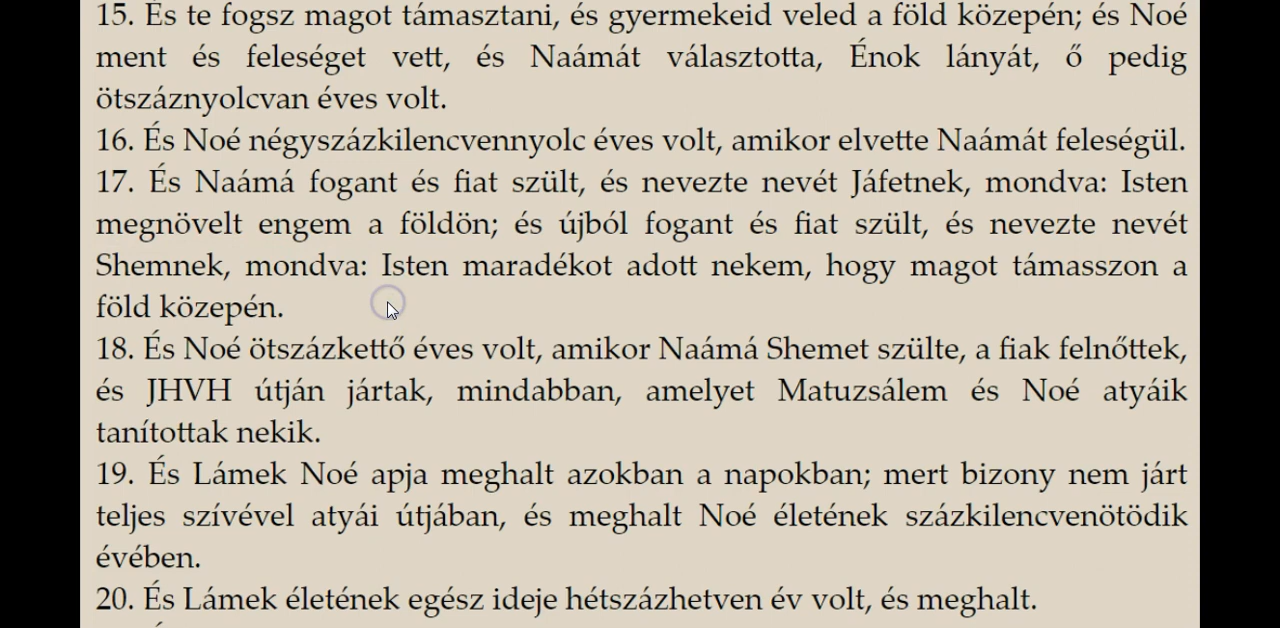 15. És te fogsz magot támasztani, és gyermekeid veled a föld közepén; és Noé
ment és feleséget vett, és Naámát választotta, Énok lányát, ő pedig
ötszáznyolcvan éves volt.
16. És Noé négyszázkilencvennyolc éves volt, amikor elvette Naámát feleségül.
17. És Naámá fogant és fiat szült, és nevezte nevét Jáfetnek, mondva: Isten
megnövelt engem a földön; és újból fogant és fiat szült, és nevezte nevét
Shemnek, mondva: Isten maradékot adott nekem, hogy magot támasszon a
föld közepén.
18. És Noé ötszázkettő éves volt, amikor Naámá Shemet szülte, a fiak felnőttek,
és JHVH útján jártak, mindabban, amelyet Matuzsálem és Noé atyáik
tanítottak nekik.
19. És Lámek Noé apja meghalt azokban a napokban; mert bizony nem járt
teljes szívével atyái útjában, és meghalt Noé életének százkilencvenötödik
évében.
20. És Lámek életének egész ideje hétszázhetven év volt, és meghalt.